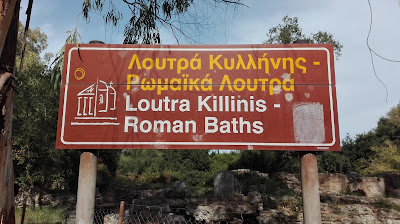 Λουτρά Κυλλήνης -
Ρωμαϊκά Λουτρά
Loutra Killinis -
Roman Baths